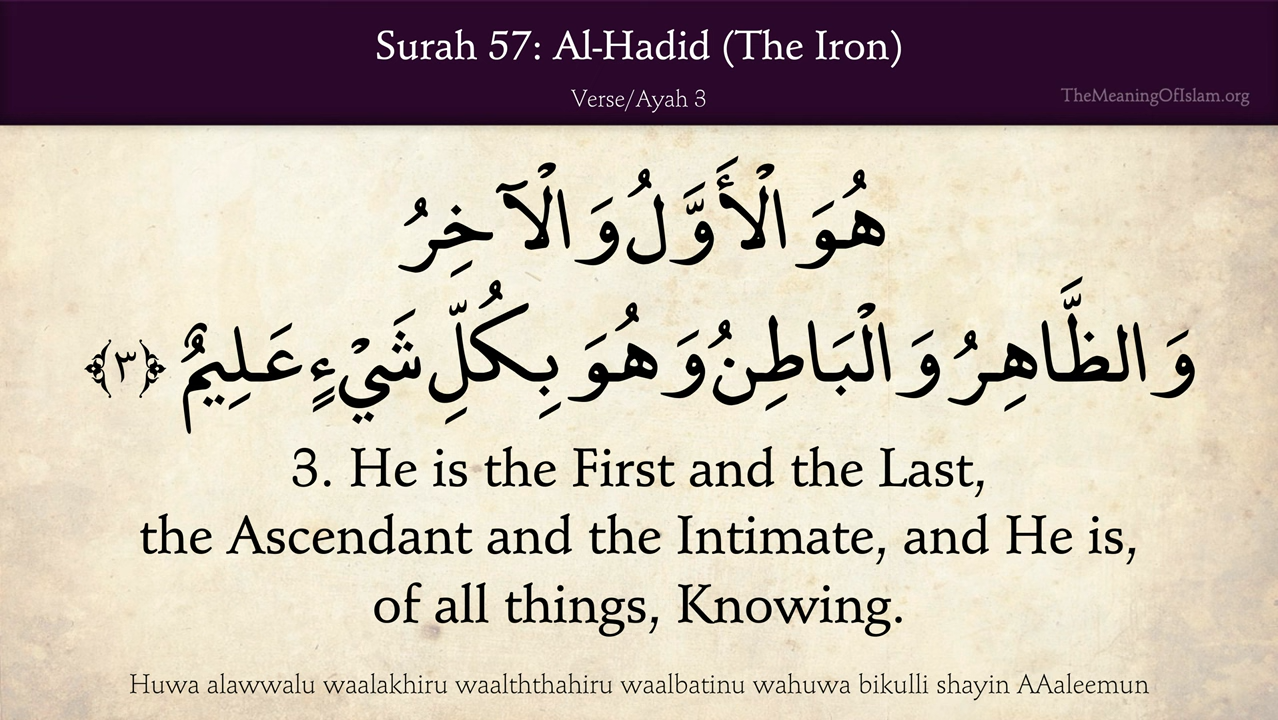 Surah 57: Al-Hadid (The Iron)
Verse/Ayah 3
TheMeaningOfIslam.org
هُوَ الْأَوَّلُ وَالْآخِرُ
وَالظَّاهِرُ وَالْبَاطِنُ وَهُوَ بِكُلِّ شَيْءٍ عَلِيمٌ ﴿٣﴾
3. He is the First and the Last,
the Ascendant and the Intimate, and He is,
of all things, Knowing.
Huwa alawwalu waalakhiru waalththahiru waalbatinu wahuwa bikulli shayin AAaleemun